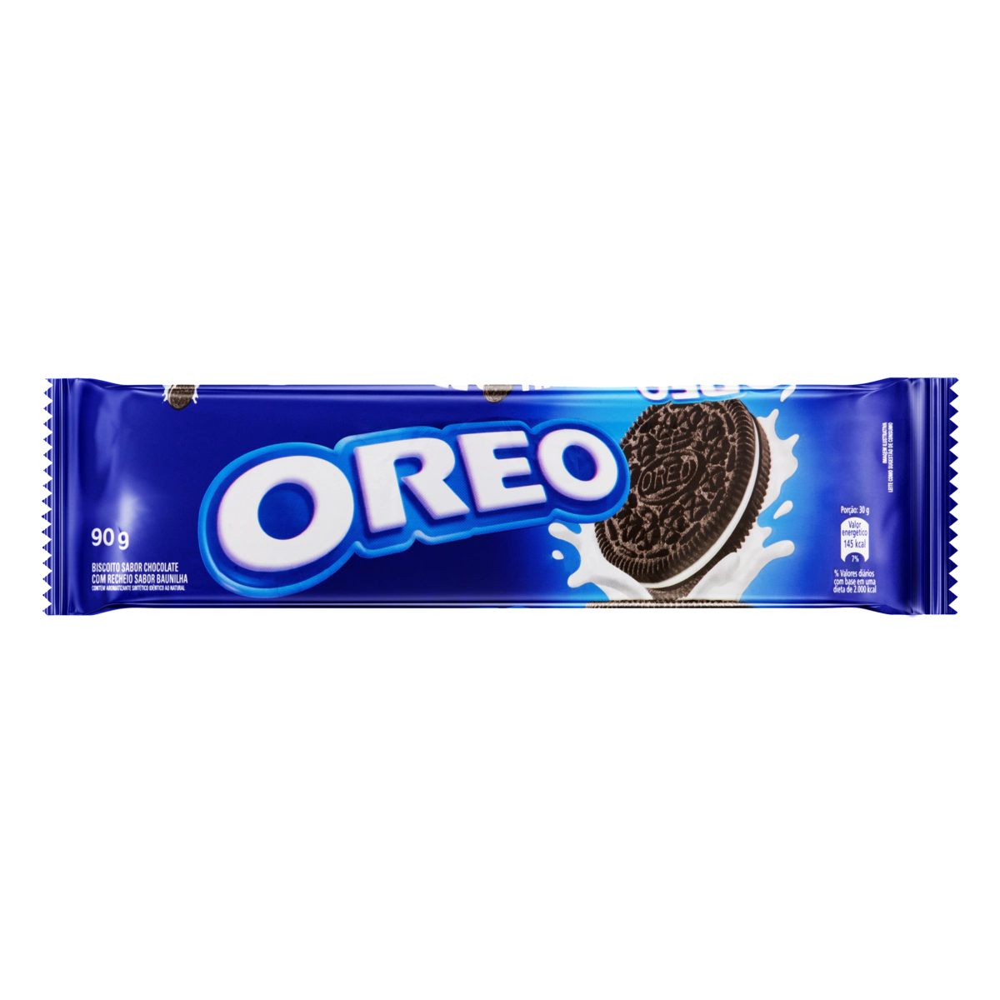 OREO
OREO
OREO
90 g
BISCOITO SABOR CHOCOLATE
COM RECHEIO SABOR BAUNILHA
CONTÉM AROMATIZANTE SINTÉTICO IDÊNTICO AO NATURAL
IMAGEM ILUSTRATIVA
LEITE COMO SUGESTÃO DE CONSUMO
Porção: 30 g
Valor
energético
145 kcal
7%
% Valores diários
com base em uma
dieta de 2.000 kcal